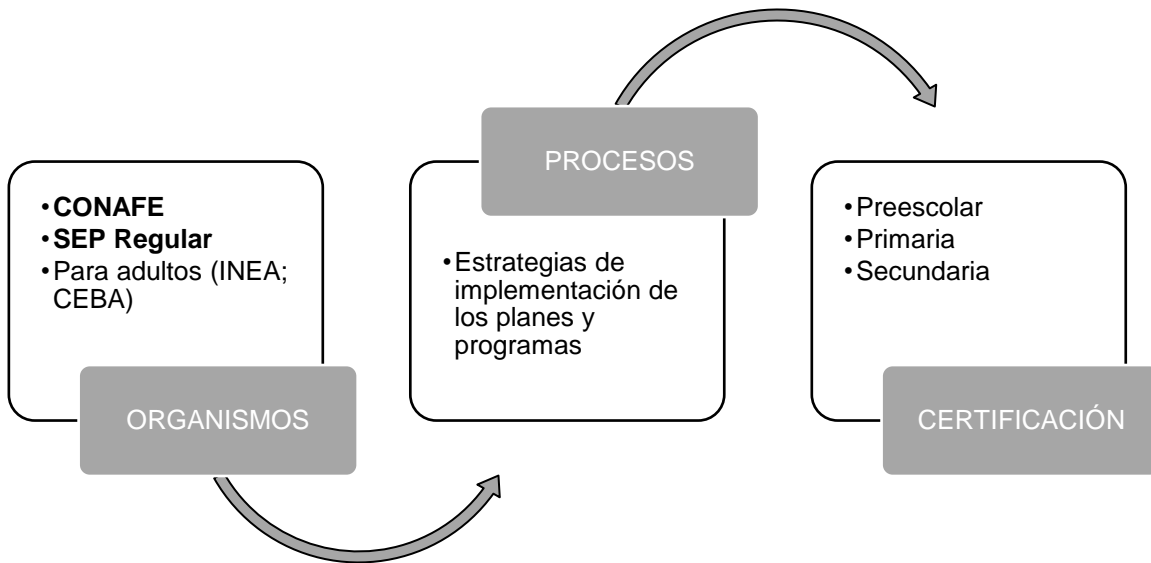 •CONAFE
•SEP Regular
•Para adultos (INEA;
CEBA)
ORGANISMOS
PROCESOS
•Estrategias de
implementación de
los planes y
programas
•Preescolar
•Primaria
•Secundaria
CERTIFICACIÓN